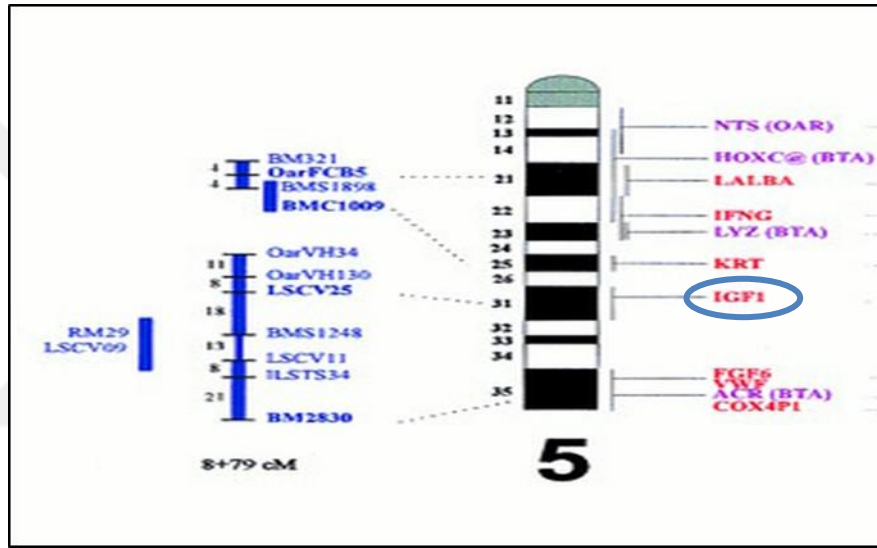 BM321
OarFCB5
BMS1898
BMC1009
4
4
OarVH34
OarVH130
LSCV25
BMS1248
LSCV11
ILSTS34
BM2830
11
8
18
13
8
21
RM29
LSCV09
8+79 cM
11
12
13
14
21
22
23
24
25
26
31
32
33
34
35
5
NTS (OAR)
HOXC@ (BTA)
LALBA
IFNG
LYZ (BTA)
KRT
IGF1
FGF6
VWF
ACR (BTA)
COX4P1